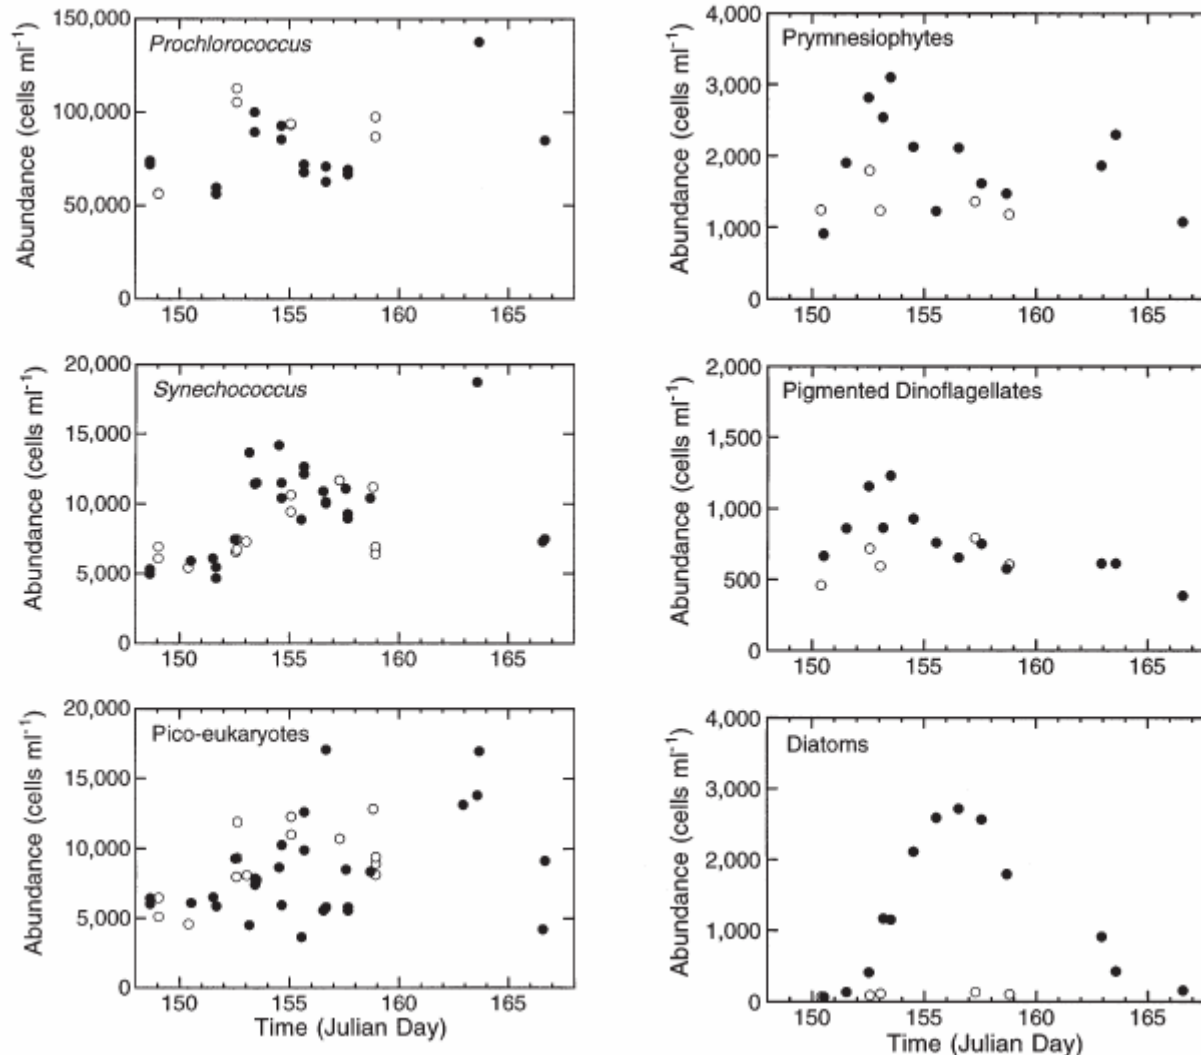 150,000
Prochlorococcus
100,000
50,000
0
Abundance (cells ml⁻¹)
150 155 160 165
20,000
Synechococcus
15,000
10,000
5,000
0
Abundance (cells ml⁻¹)
150 155 160 165
20,000
Pico-eukaryotes
15,000
10,000
5,000
0
Abundance (cells ml⁻¹)
150 155 160 165
Time (Julian Day)
4,000
Prymnesiophytes
3,000
2,000
1,000
0
Abundance (cells ml⁻¹)
150 155 160 165
2,000
Pigmented Dinoflagellates
1,500
1,000
500
0
Abundance (cells ml⁻¹)
150 155 160 165
4,000
Diatoms
3,000
2,000
1,000
0
Abundance (cells ml⁻¹)
150 155 160 165
Time (Julian Day)